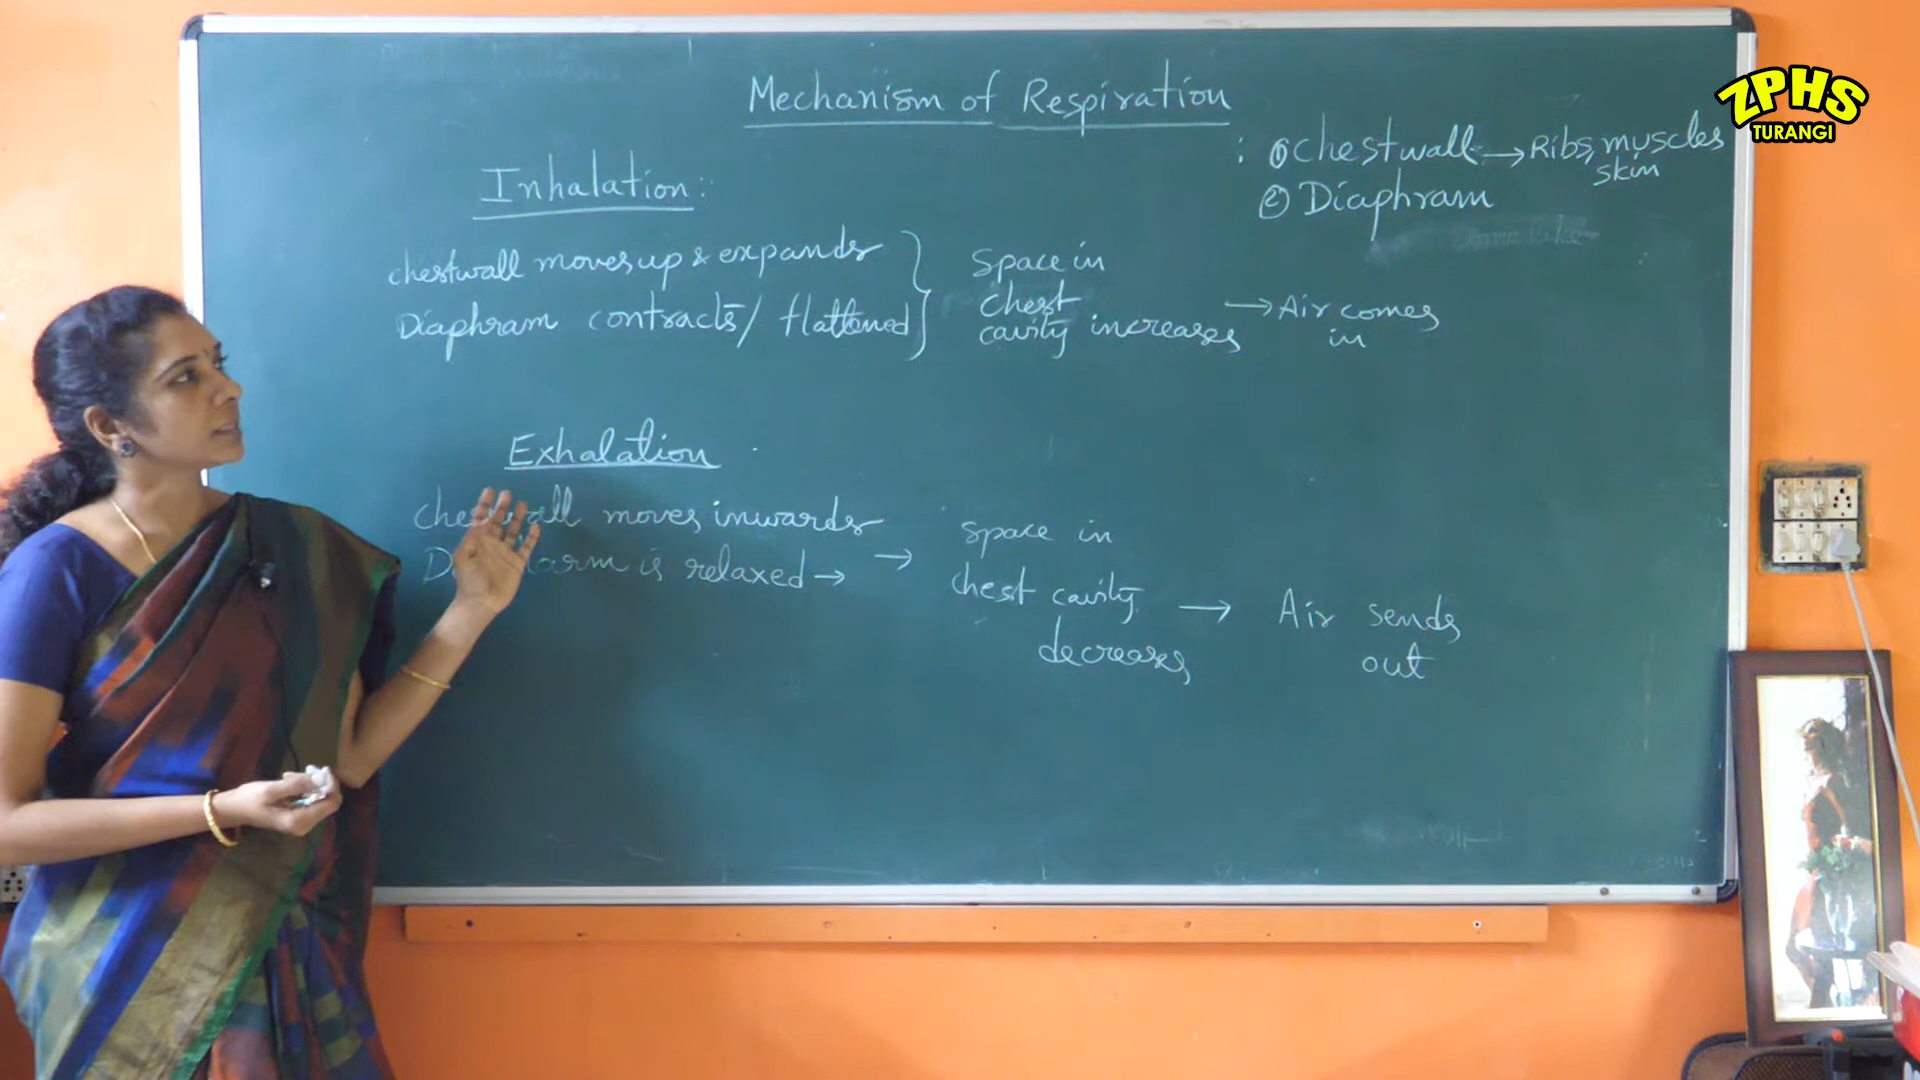 Mechanism of Respiration
ZPHS
TURANGI
: ① chestwall → Ribs, muscles
skin
② Diaphram
Inhalation:
chestwall moves up & expands
Diaphram contracts/ flattened
Space in
chest
cavity increases
→ Air comes
in
Exhalation
chestwall moves inwards
is relaxed →
→
space in
chest cavity
decreases
→ Air sends
out